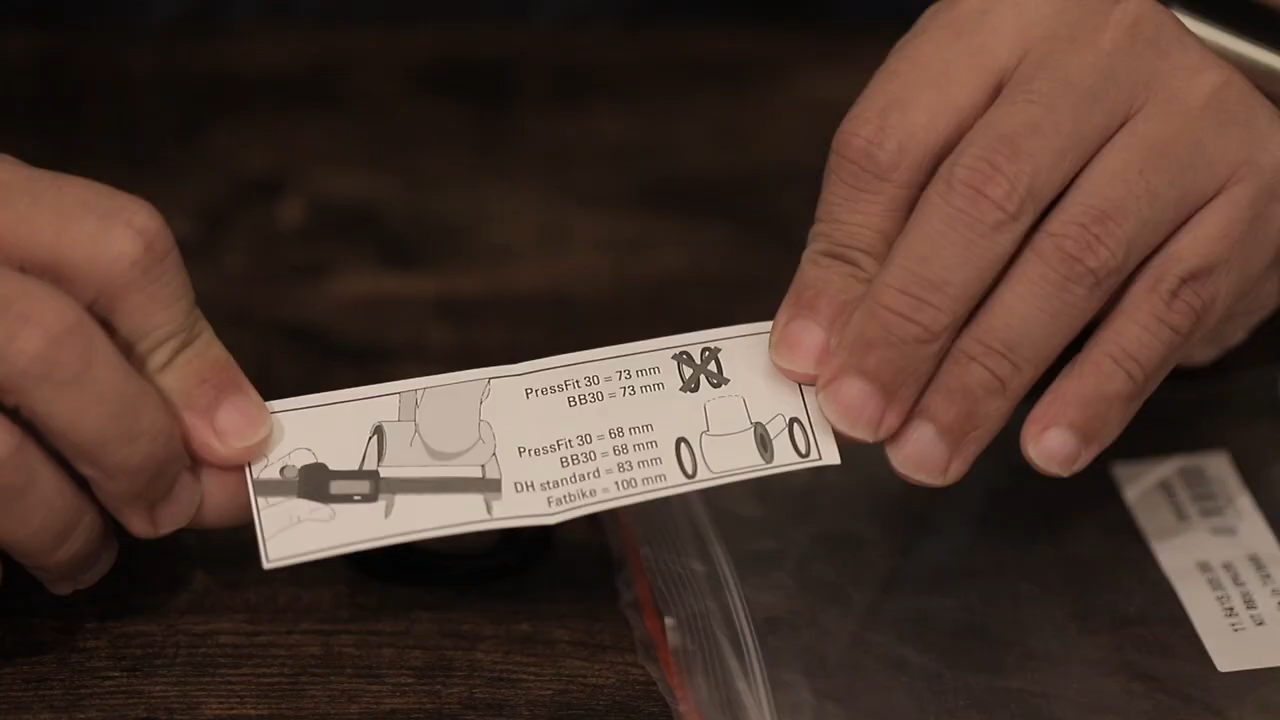 PressFit 30 = 73 mm
BB30 = 73 mm
PressFit 30 = 68 mm
BB30 = 68 mm
DH standard = 83 mm
Fatbike = 100 mm